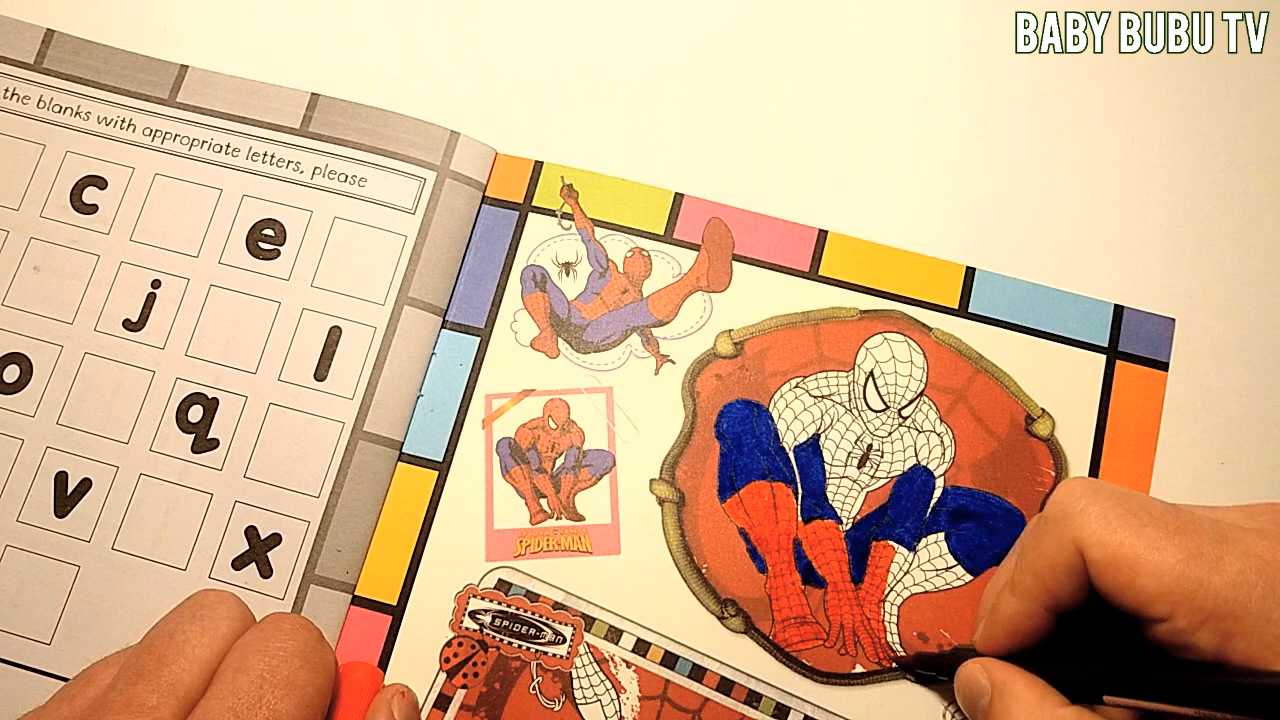 BABY BUBU TV
the blanks with appropriate letters, please
c e
j l
o q
v x
SPIDER-MAN
SPIDER-MAN